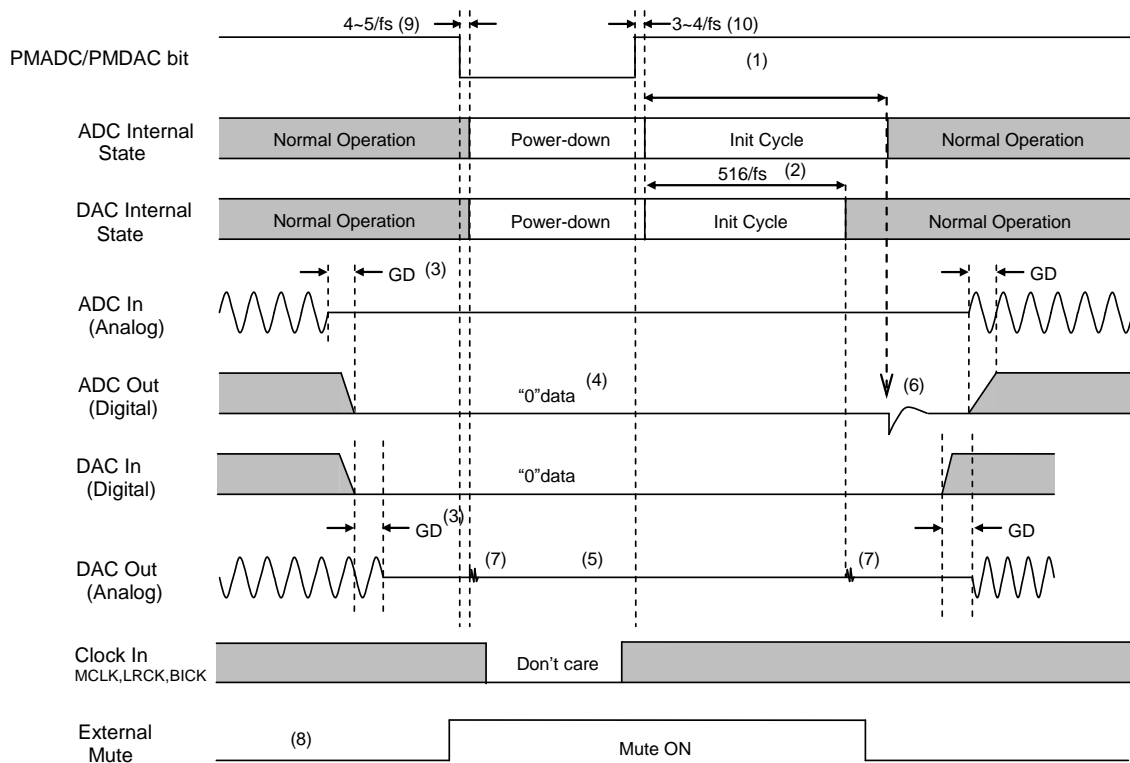 4~5/fs (9)
3~4/fs (10)
PMADC/PMDAC bit
(1)
ADC Internal
State
Normal Operation
Power-down
Init Cycle
Normal Operation
516/fs (2)
DAC Internal
State
Normal Operation
Power-down
Init Cycle
Normal Operation
GD (3)
GD
ADC In
(Analog)
ADC Out
(Digital)
“0”data
(4)
(6)
DAC In
(Digital)
“0”data
GD (3)
GD
DAC Out
(Analog)
(7)
(5)
(7)
Clock In
MCLK,LRCK,BICK
Don’t care
External
Mute
(8)
Mute ON